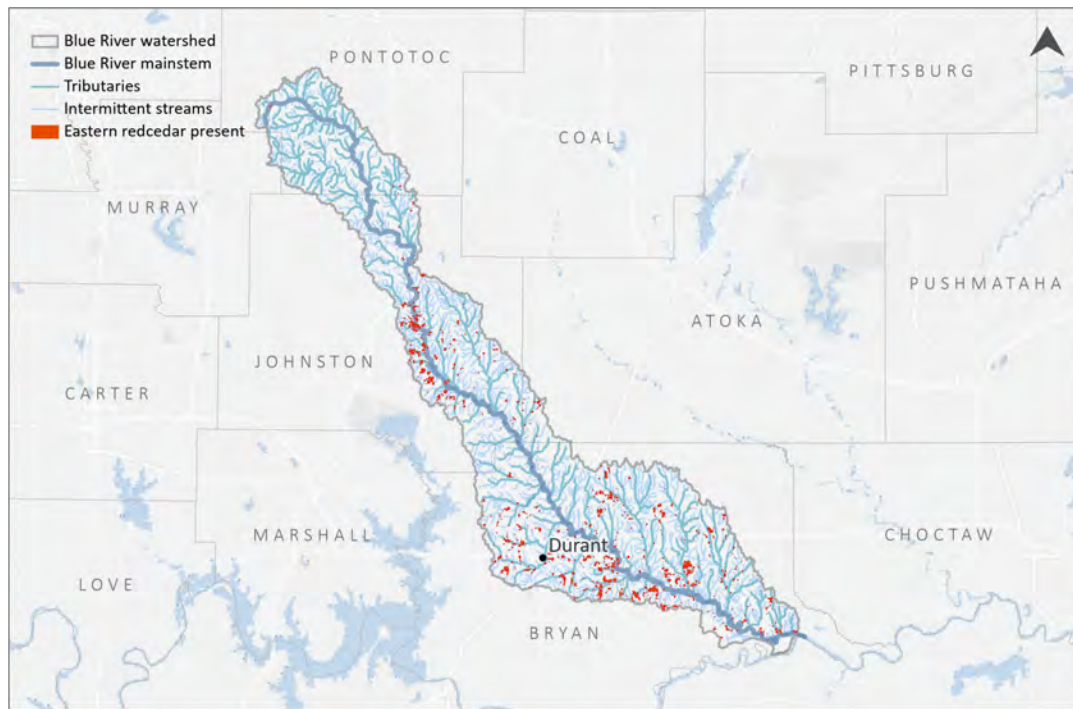 Blue River watershed
Blue River mainstem
Tributaries
Intermittent streams
Eastern redcedar present
PONTOTOC
PITTSBURG
COAL
MURRAY
PUSHMATAHA
ATOKA
JOHNSTON
CARTER
MARSHALL
Durant
CHOCTAW
LOVE
BRYAN